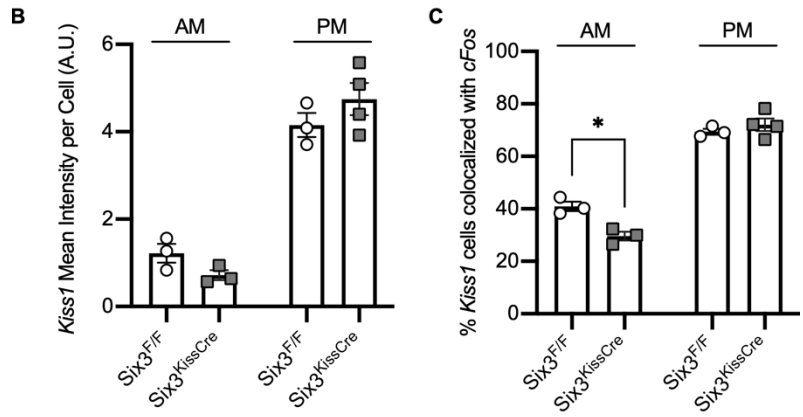 B
AM
PM
Kiss1 Mean Intensity per Cell (A.U.)
6
4
2
0
Six3F/F
Six3KissCre
Six3F/F
Six3KissCre
C
AM
PM
% Kiss1 cells colocalized with cFos
100
80
60
40
20
0
*
Six3F/F
Six3KissCre
Six3F/F
Six3KissCre